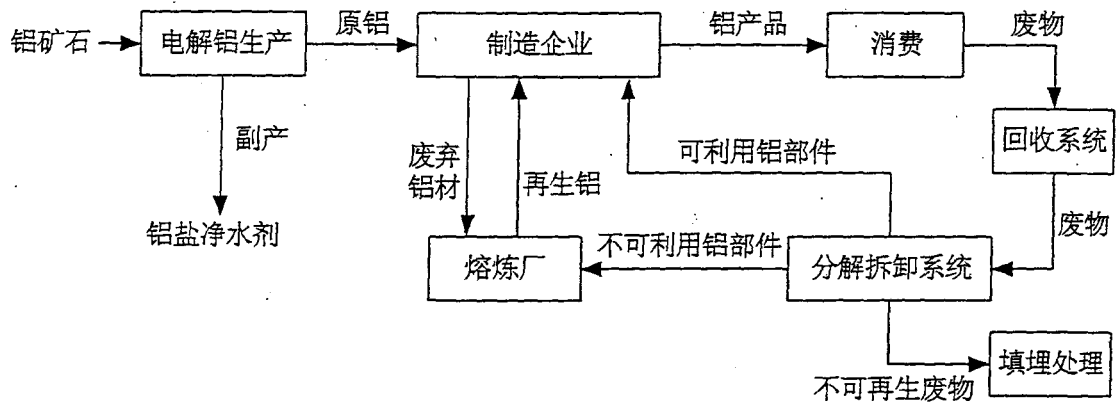 铝矿石
电解铝生产
原铝
制造企业
铝产品
消费
废物
回收系统
副产
铝盐净水剂
废弃
铝材
再生铝
可利用铝部件
废物
熔炼厂
不可利用铝部件
分解拆卸系统
不可再生废物
填埋处理